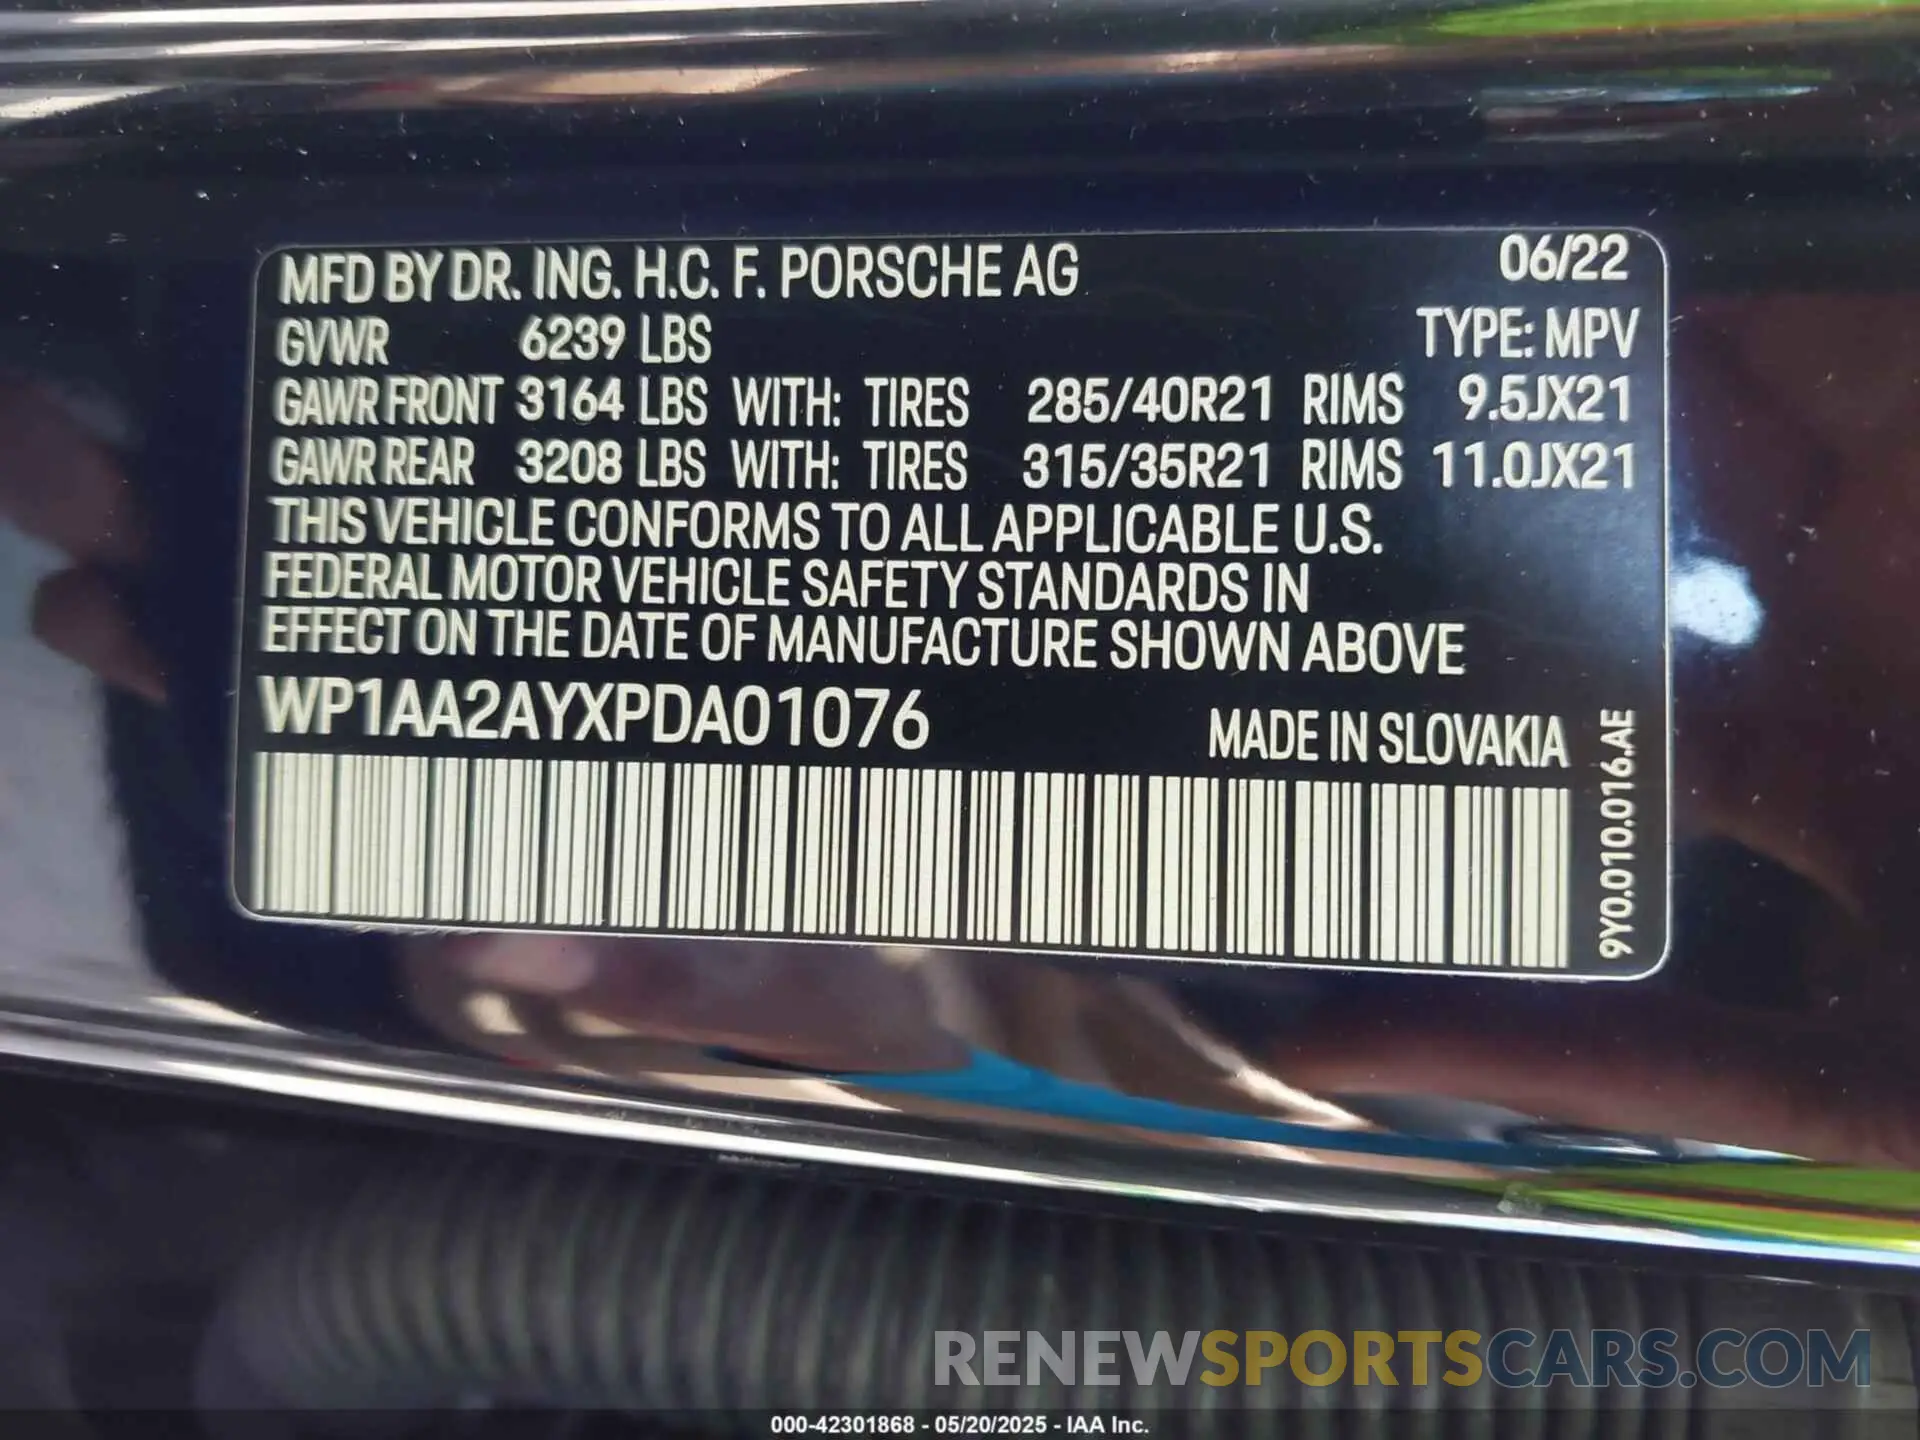 MFD BY DR. ING. H.C. F. PORSCHE AG 06/22
GVWR 6239 LBS TYPE: MPV
GAWR FRONT 3164 LBS WITH: TIRES 285/40R21 RIMS 9.5JX21
GAWR REAR 3208 LBS WITH: TIRES 315/35R21 RIMS 11.0JX21
THIS VEHICLE CONFORMS TO ALL APPLICABLE U.S.
FEDERAL MOTOR VEHICLE SAFETY STANDARDS IN
EFFECT ON THE DATE OF MANUFACTURE SHOWN ABOVE
WP1AA2AYXPDA01076
MADE IN SLOVAKIA
9Y0.010.016.AE
RENEWSPORTSCARS.COM
000-42301868 - 05/20/2025 - IAA Inc.